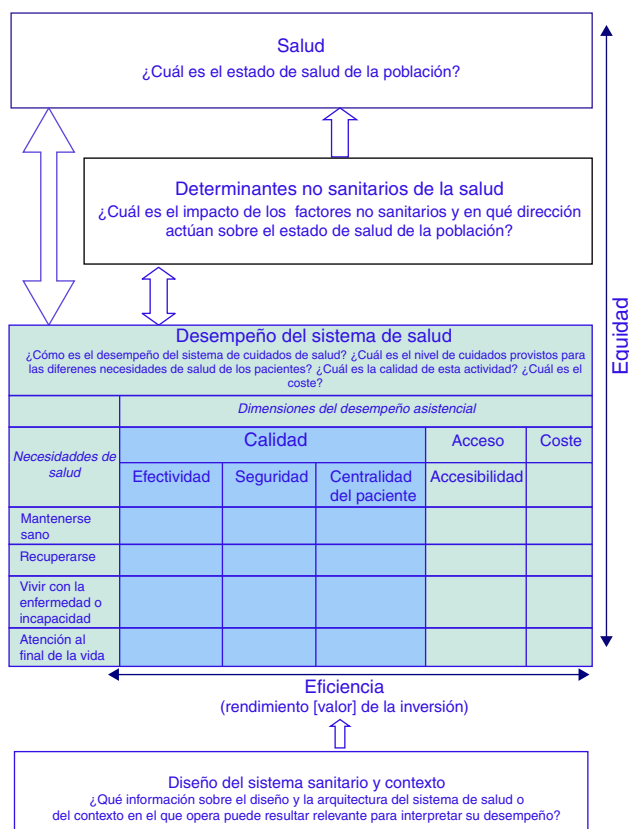 Salud
¿Cuál es el estado de salud de la población?
Determinantes no sanitarios de la salud
¿Cuál es el impacto de los factores no sanitarios y en qué dirección
actúan sobre el estado de salud de la población?
Equidad
Desempeño del sistema de salud
¿Cómo es el desempeño del sistema de cuidados de salud? ¿Cuál es el nivel de cuidados provistos para
las diferenes necesidades de salud de los pacientes? ¿Cuál es la calidad de esta actividad? ¿Cuál es el
coste?
Dimensiones del desempeño asistencial
Necesidaddes de
salud
Calidad
Acceso
Coste
Efectividad
Seguridad
Centralidad
del paciente
Accesibilidad
Mantenerse
sano
Recuperarse
Vivir con la
enfermedad o
incapacidad
Atención al
final de la vida
Eficiencia
(rendimiento [valor] de la inversión)
Diseño del sistema sanitario y contexto
¿Qué información sobre el diseño y la arquitectura del sistema de salud o
del contexto en el que opera puede resultar relevante para interpretar su desempeño?